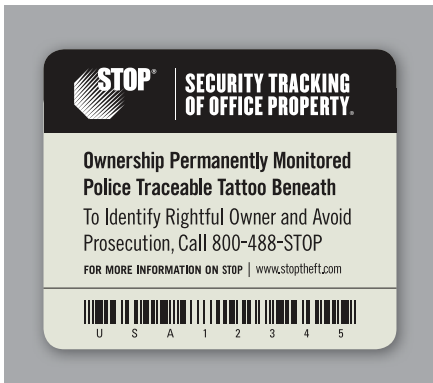 STOP®
SECURITY TRACKING
OF OFFICE PROPERTY®
Ownership Permanently Monitored
Police Traceable Tattoo Beneath
To Identify Rightful Owner and Avoid
Prosecution, Call 800-488-STOP
FOR MORE INFORMATION ON STOP | www.stoptheft.com
U S A 1 2 3 4 5